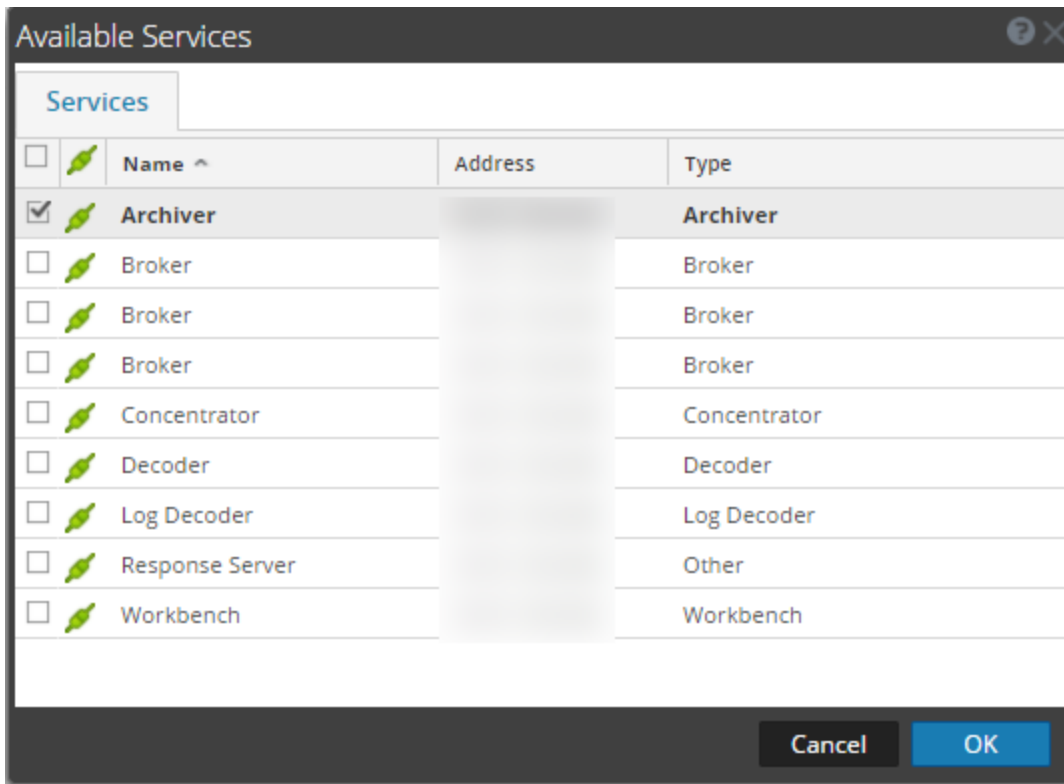 Available Services
Services
Name Address Type
Archiver Archiver
Broker Broker
Broker Broker
Broker Broker
Concentrator Concentrator
Decoder Decoder
Log Decoder Log Decoder
Response Server Other
Workbench Workbench
Cancel OK